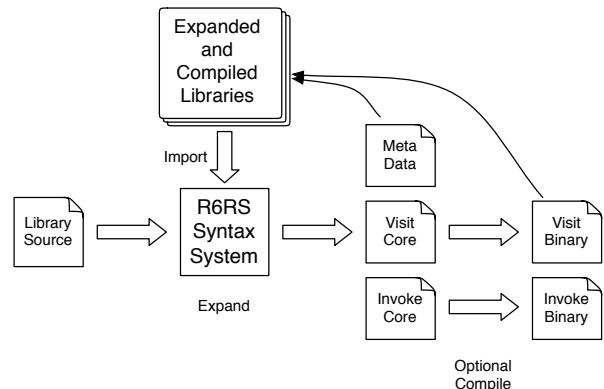 Expanded
and
Compiled
Libraries
Import
Meta
Data
Library
Source
R6RS
Syntax
System
Visit
Core
Visit
Binary
Expand
Invoke
Core
Invoke
Binary
Optional
Compile